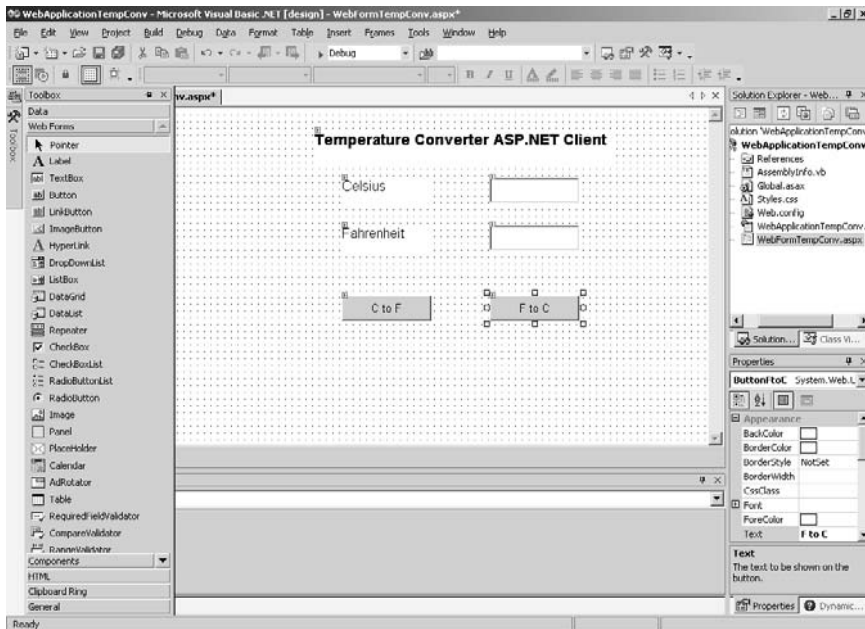 WebApplicationTempConv - Microsoft Visual Basic .NET [design] - WebFormTempConv.aspx*
File Edit View Project Build Debug Data Format Table Insert Frames Tools Window Help
Debug
B I U A
Toolbox
Toolbox
Data
Web Forms
Pointer
Label
TextBox
Button
LinkButton
ImageButton
HyperLink
DropDownList
ListBox
DataGrid
DataList
Repeater
CheckBox
CheckBoxList
RadioButtonList
RadioButton
Image
Panel
PlaceHolder
Calendar
AdRotator
Table
RequiredFieldValidator
CompareValidator
RangeValidator
Components
HTML
Clipboard Ring
General
nv.aspx*
Temperature Converter ASP.NET Client
Celsius
Fahrenheit
C to F
F to C
Solution Explorer - Web...
olution 'WebApplicationTempConv
WebApplicationTempConv
References
AssemblyInfo.vb
Global.asax
Styles.css
Web.config
WebApplicationTempConv.
WebFormTempConv.aspx
Solution...
Class Vi...
Properties
ButtonFtoC System.Web.L
Appearance
BackColor
BorderColor
BorderStyle NotSet
BorderWidth
CssClass
Font
ForeColor
Text F to C
Text
The text to be shown on the
button.
Properties
Dynamic...
Ready